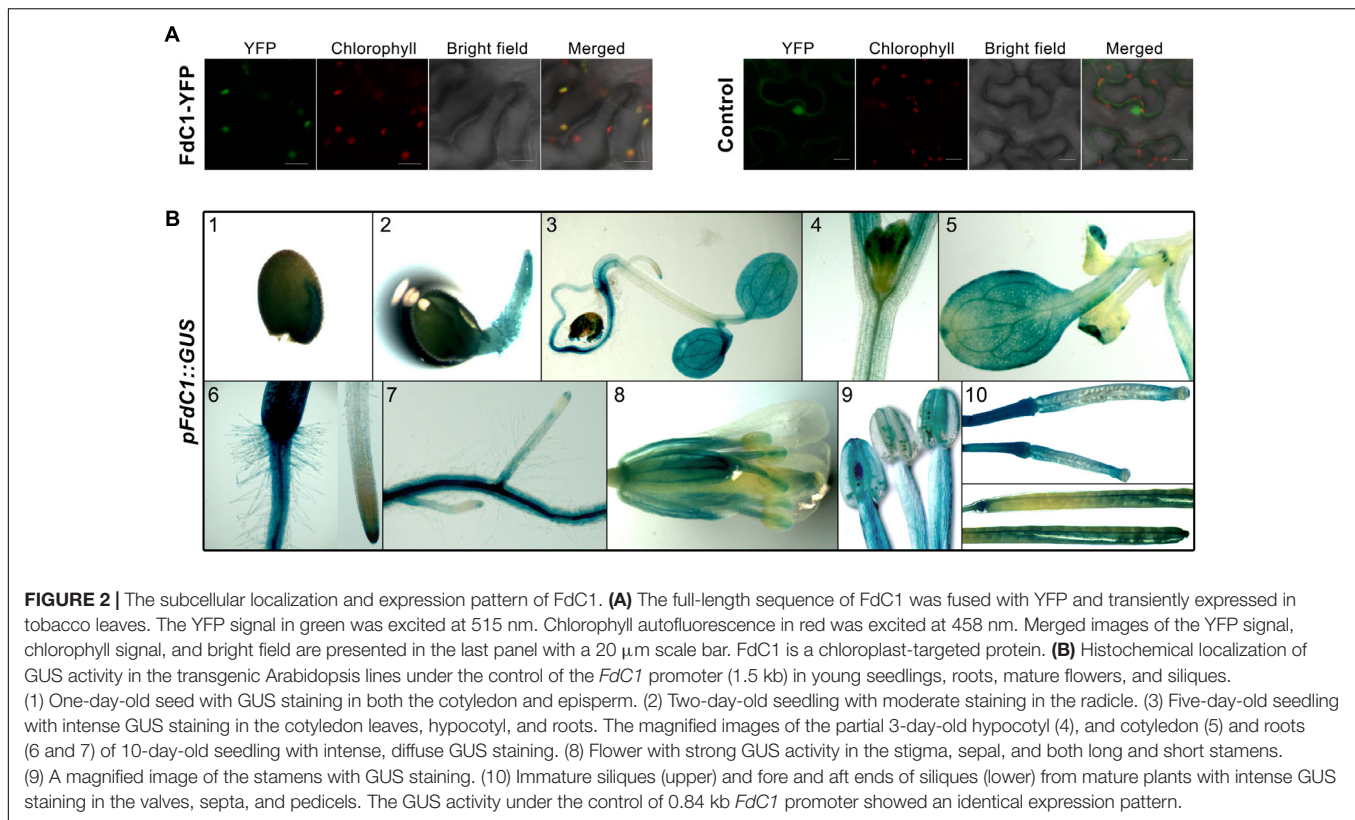 A
YFP Chlorophyll Bright field Merged
FdC1-YFP
YFP Chlorophyll Bright field Merged
Control
B
pFdC1::GUS
1 2 3 4 5
6 7 8 9 10
FIGURE 2 | The subcellular localization and expression pattern of FdC1. (A) The full-length sequence of FdC1 was fused with YFP and transiently expressed in
tobacco leaves. The YFP signal in green was excited at 515 nm. Chlorophyll autofluorescence in red was excited at 458 nm. Merged images of the YFP signal,
chlorophyll signal, and bright field are presented in the last panel with a 20 μm scale bar. FdC1 is a chloroplast-targeted protein. (B) Histochemical localization of
GUS activity in the transgenic Arabidopsis lines under the control of the FdC1 promoter (1.5 kb) in young seedlings, roots, mature flowers, and siliques.
(1) One-day-old seed with GUS staining in both the cotyledon and episperm. (2) Two-day-old seedling with moderate staining in the radicle. (3) Five-day-old seedling
with intense GUS staining in the cotyledon leaves, hypocotyl, and roots. The magnified images of the partial 3-day-old hypocotyl (4), and cotyledon (5) and roots
(6 and 7) of 10-day-old seedling with intense, diffuse GUS staining. (8) Flower with strong GUS activity in the stigma, sepal, and both long and short stamens.
(9) A magnified image of the stamens with GUS staining. (10) Immature siliques (upper) and fore and aft ends of siliques (lower) from mature plants with intense GUS
staining in the valves, septa, and pedicels. The GUS activity under the control of 0.84 kb FdC1 promoter showed an identical expression pattern.